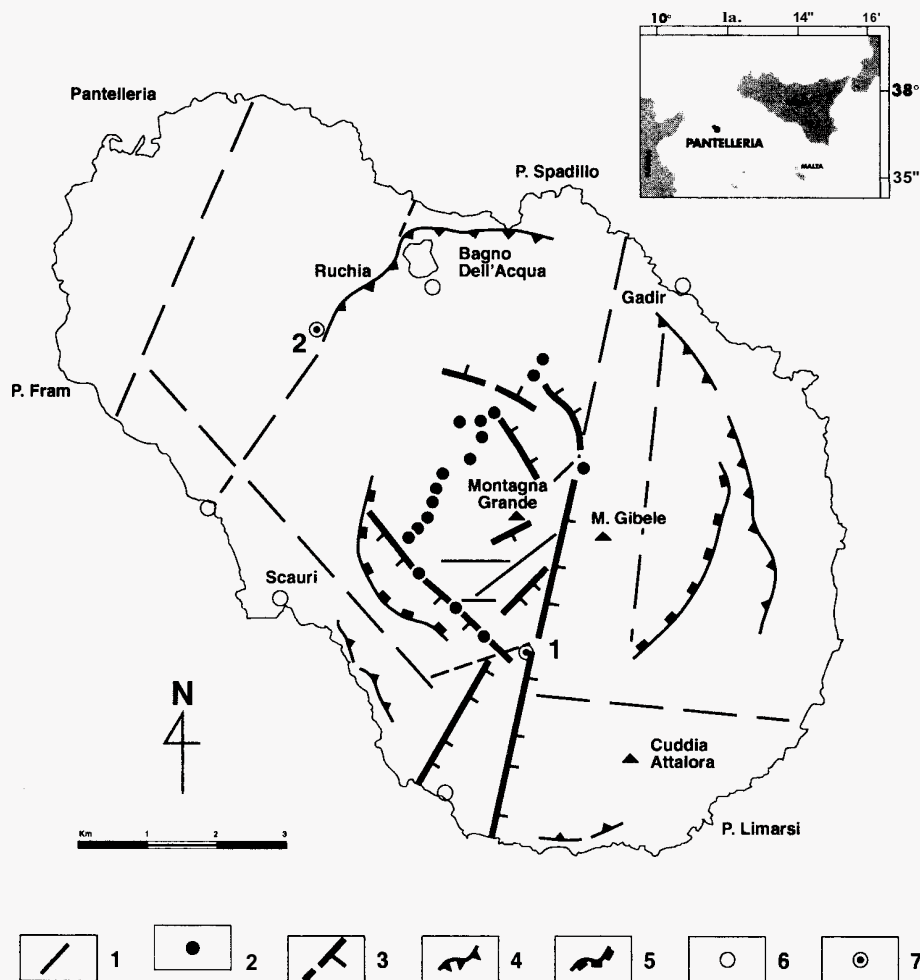 10° 1a. 14" 16'
38°
PANTELLERIA
MALTA
35"
Pantelleria
P. Spadillo
Bagno
Dell'Acqua
Ruchia
Gadir
2
P. Fram
Montagna
Grande
M. Gibele
Scauri
1
N
Cuddia
Attalora
P. Limarsi
Km 1 2 3
1 2 3 4 5 6 7